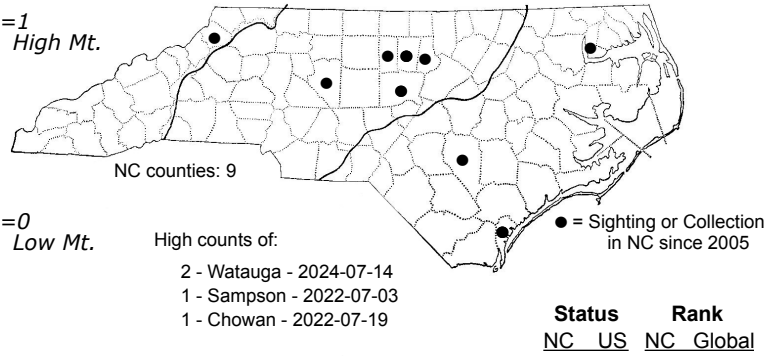 =1
High Mt.
NC counties: 9
=0
Low Mt.
High counts of:
2 - Watauga - 2024-07-14
1 - Sampson - 2022-07-03
1 - Chowan - 2022-07-19
● = Sighting or Collection
in NC since 2005
Status Rank
NC US NC Global